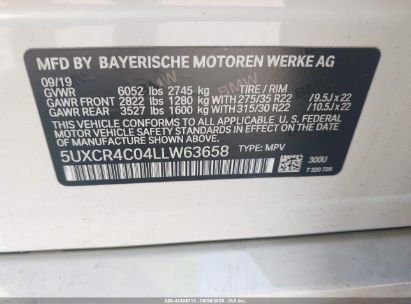 MFD BY BAYERISCHE MOTOREN WERKE AG
09/19
GVWR 6052 lbs 2745 kg TIRE / RIM
GAWR FRONT 2822 lbs 1280 kg WITH 275/35 R22 /9.5J x 22
GAWR REAR 3527 lbs 1600 kg WITH 315/30 R22 /10.5J x 22
THIS VEHICLE CONFORMS TO ALL APPLICABLE U.S. FEDERAL
MOTOR VEHICLE SAFETY
IN EFFECT ON THE DATE OF MANUFACTURE SHOWN ABOVE.
5UXCR4C04LLW63658 TYPE: MPV 300U